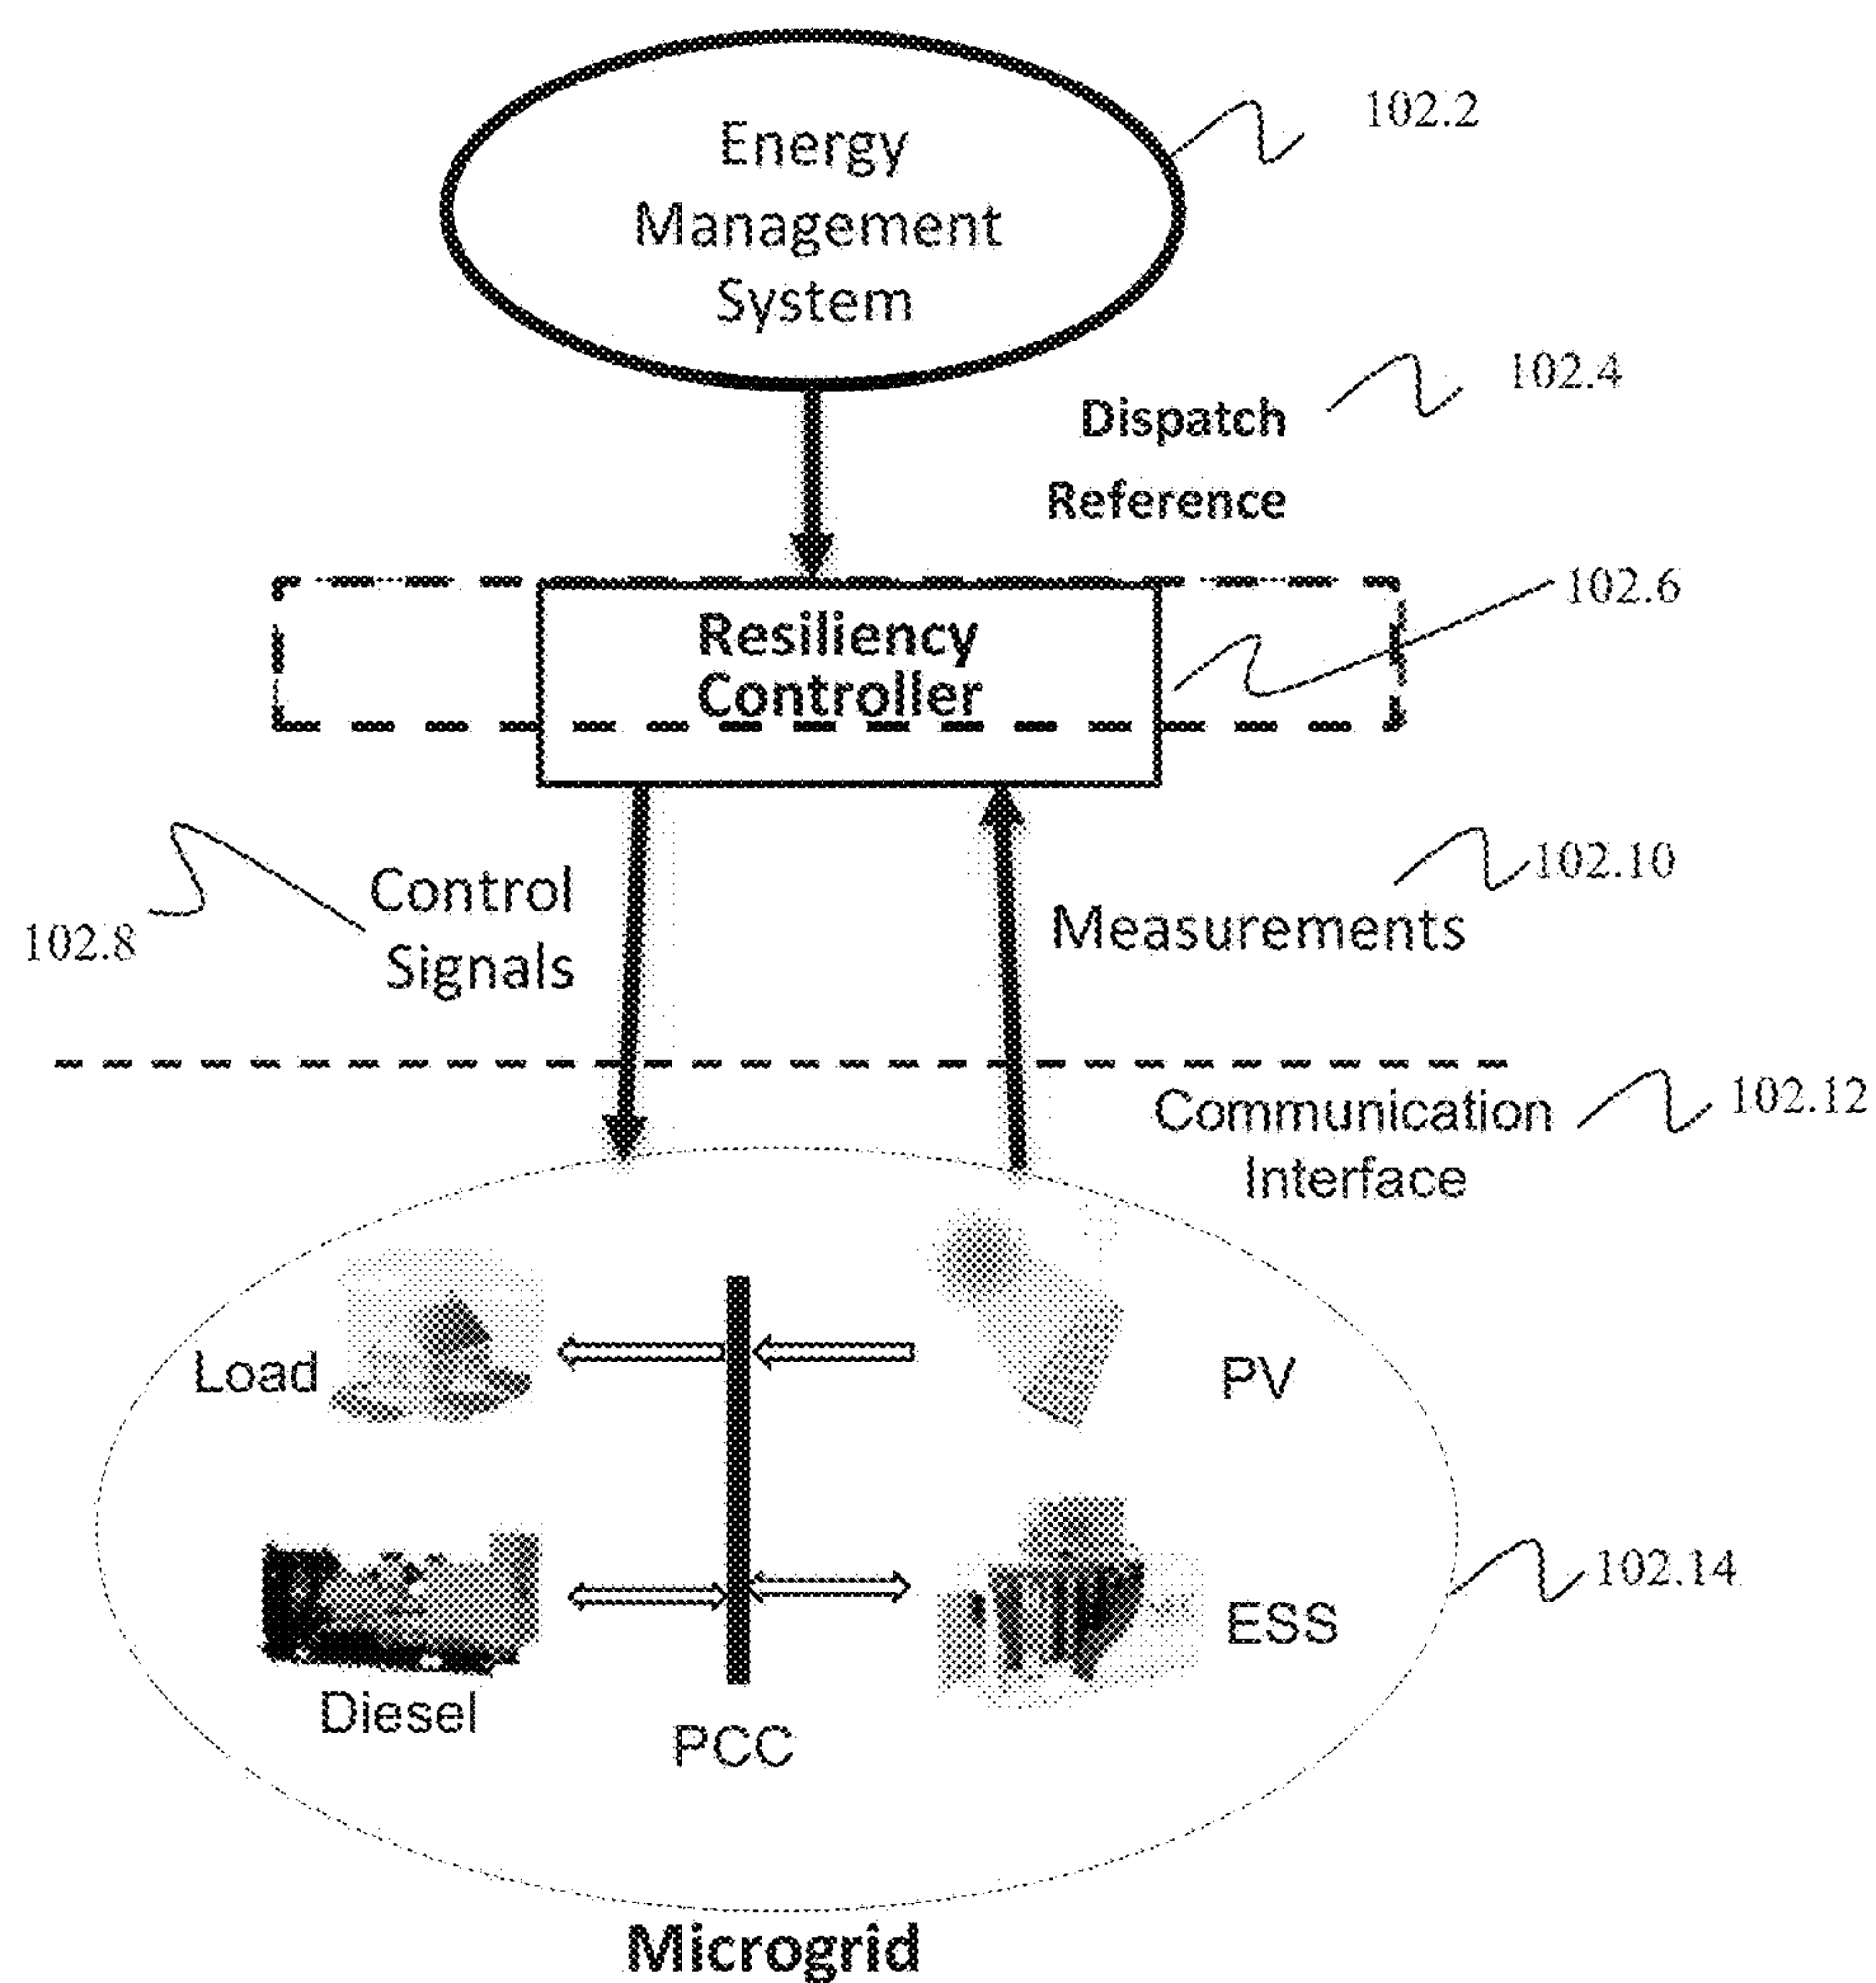 Energy
Management
System
102.2
Dispatch
Reference
102.4
Resiliency
Controller
102.6
Control
Signals
102.8
Measurements
102.10
Communication
Interface
102.12
Load
PV
Diesel
PCC
ESS
102.14
Microgrid